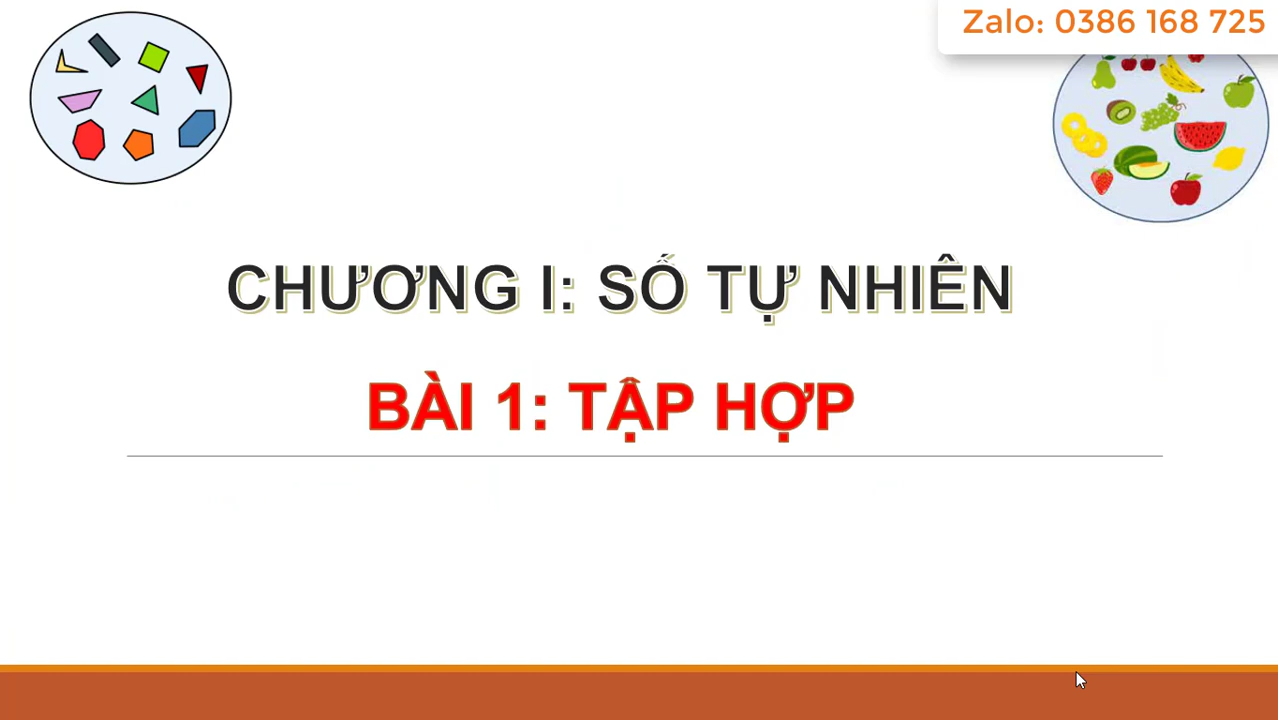 Zalo: 0386 168 725
CHƯƠNG I: SỐ TỰ NHIÊN
BÀI 1: TẬP HỢP